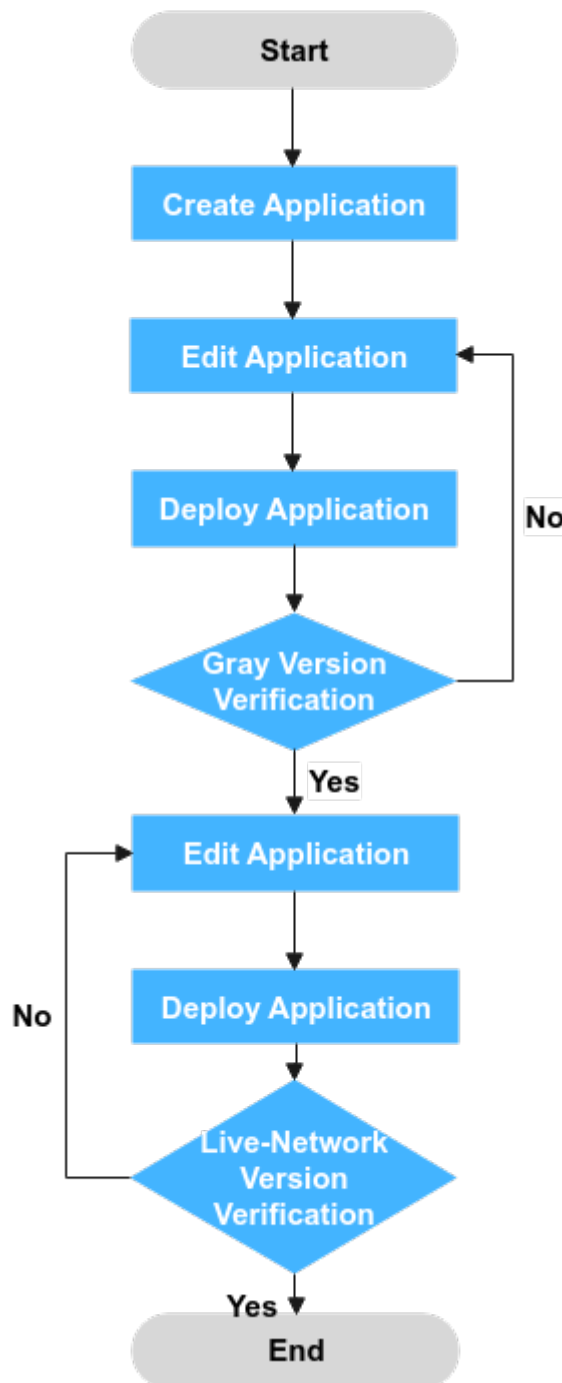 Start
Create Application
Edit Application
Deploy Application
No
Gray Version
Verification
Yes
Edit Application
Deploy Application
No
Live-Network
Version
Verification
Yes
End